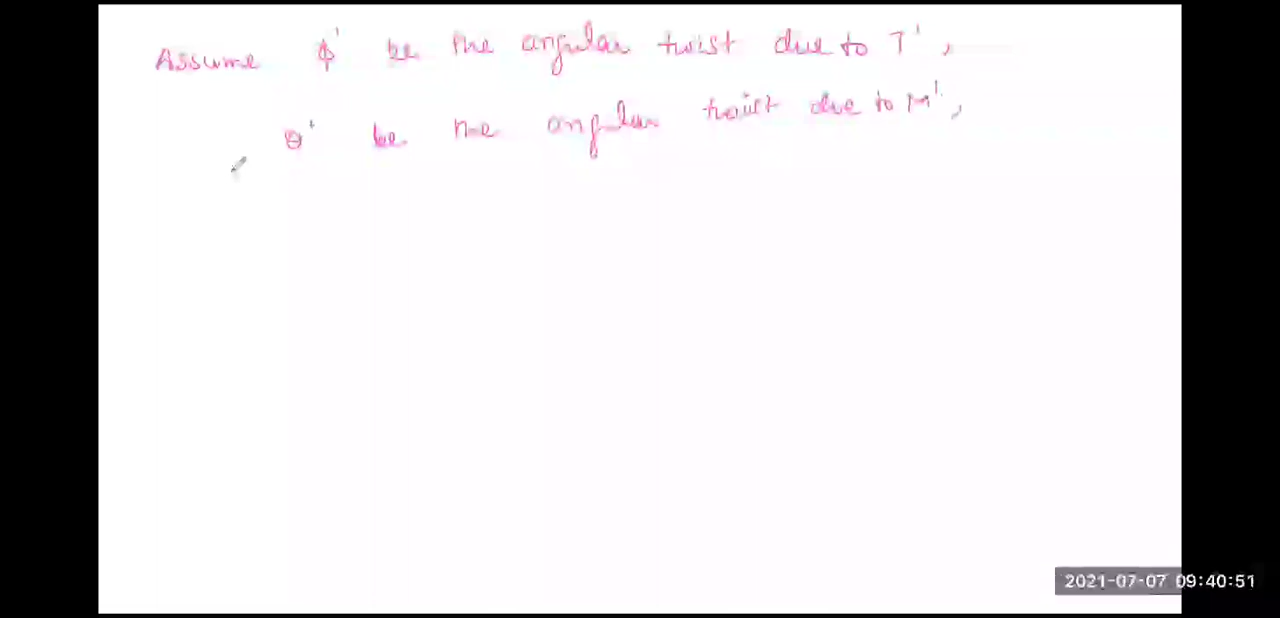 Assume ϕ' be the angular twist due to T',
θ' be the angular twist due to M',
2021-07-07 09:40:51